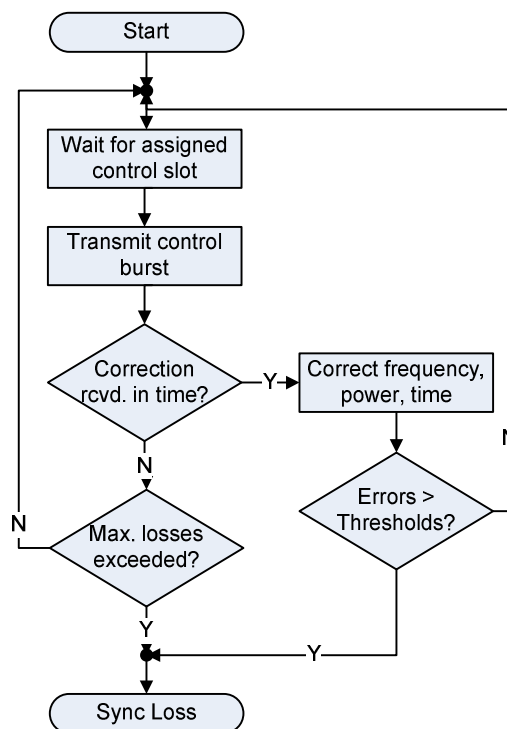 Start
Wait for assigned
control slot
Transmit control
burst
Correction
rcvd. in time?
Y
Correct frequency,
power, time
N
Errors >
Thresholds?
N
Max. losses
exceeded?
N
Y
Y
Sync Loss